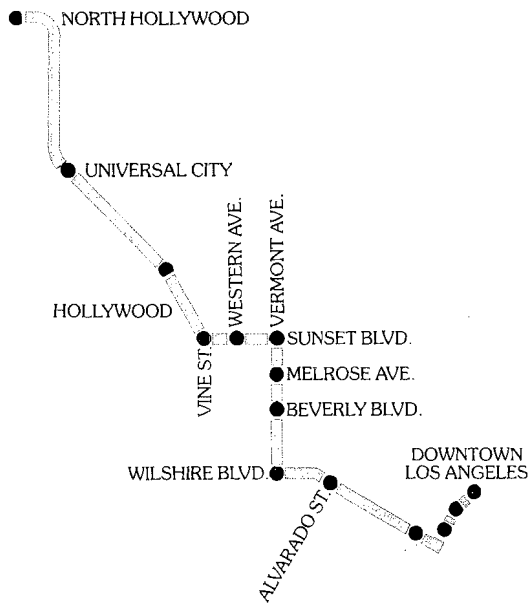 NORTH HOLLYWOOD
UNIVERSAL CITY
HOLLYWOOD
VINE ST.
WESTERN AVE.
VERMONT AVE.
SUNSET BLVD.
MELROSE AVE.
BEVERLY BLVD.
WILSHIRE BLVD.
ALVARADO ST.
DOWNTOWN
LOS ANGELES